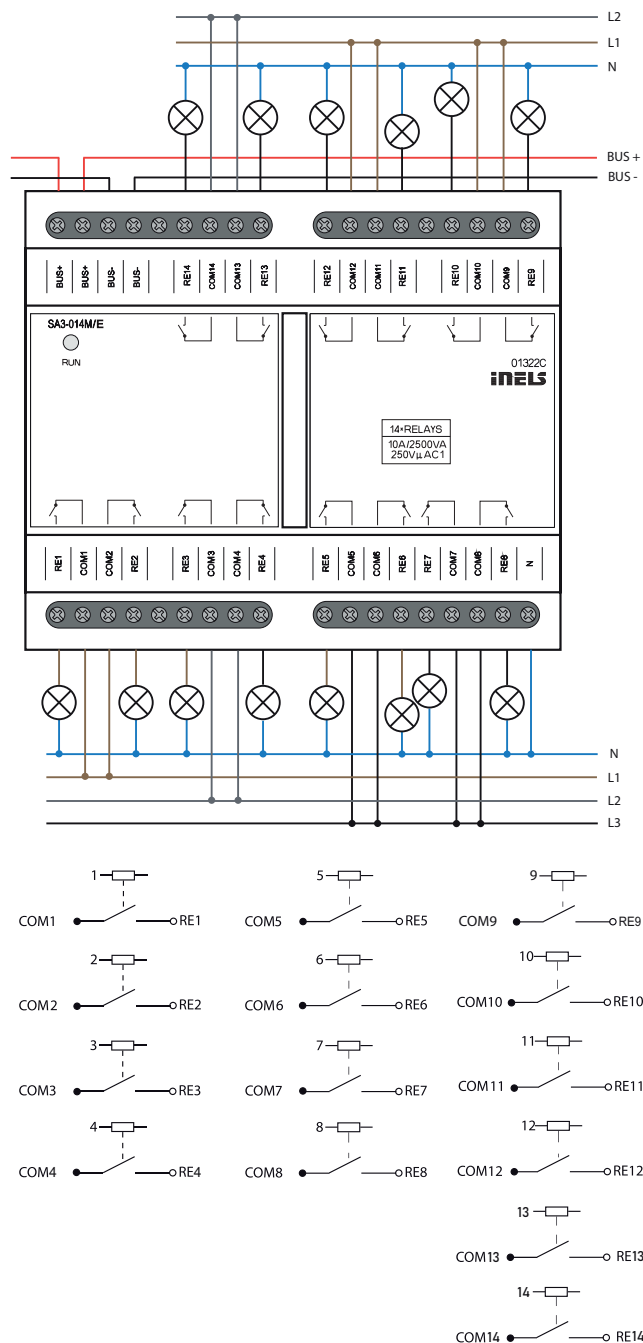 L2
L1
N
BUS +
BUS -
BUS+ BUS+ BUS- BUS- RE14 COM14 COM13 RE13 RE12 COM12 COM11 RE11 RE10 COM10 COM9 RE9
SA3-014M/E
RUN
01322C
iNELS
14×RELAYS
10A/2500VA
250VµAC1
RE1 COM1 COM2 RE2 RE3 COM3 COM4 RE4 RE5 COM5 COM6 RE6 RE7 COM7 COM8 RE8 N
N
L1
L2
L3
1 5 9
COM1 RE1 COM5 RE5 COM9 RE9
2 6 10
COM2 RE2 COM6 RE6 COM10 RE10
3 7 11
COM3 RE3 COM7 RE7 COM11 RE11
4 8 12
COM4 RE4 COM8 RE8 COM12 RE12
13
COM13 RE13
14
COM14 RE14